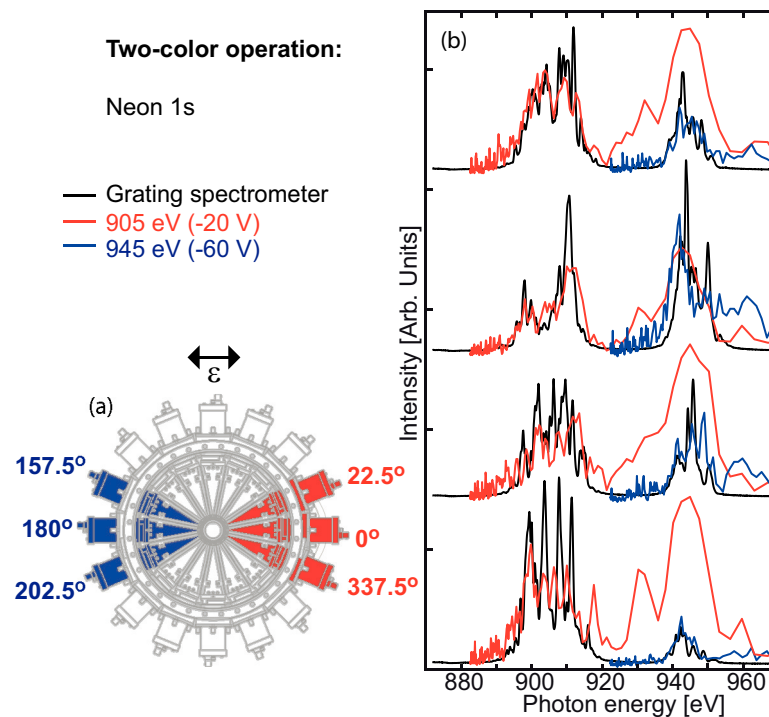 Two-color operation:
Neon 1s
Grating spectrometer
905 eV (-20 V)
945 eV (-60 V)
ε
(a)
157.5°
180°
202.5°
22.5°
0°
337.5°
(b)
Intensity [Arb. Units]
880 900 920 940 960
Photon energy [eV]